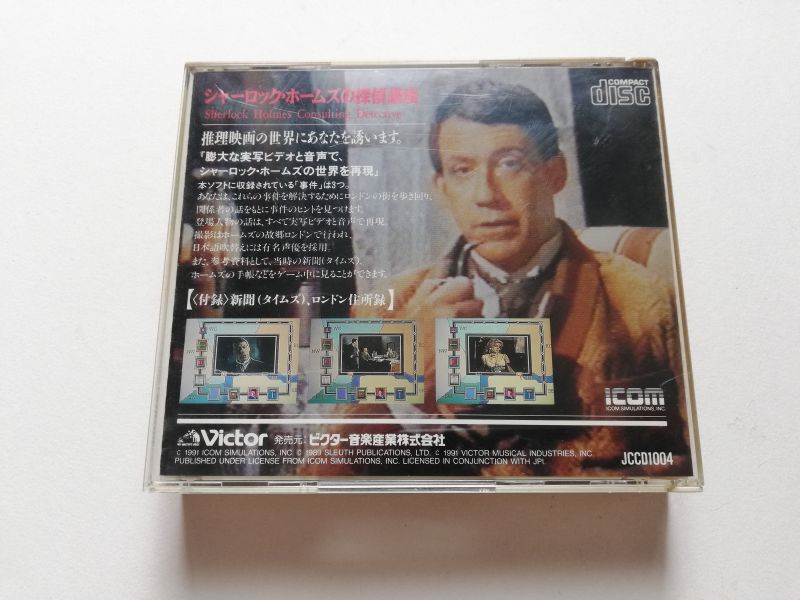 シャーロック・ホームズの探偵講座
Sherlock Holmes Consulting Detective
COMPACT
disc
推理映画の世界にあなたを誘います。
「膨大な実写ビデオと音声で、
シャーロック・ホームズの世界を再現」
本ソフトに収録されている「事件」は3つ。
あなたは、これらの事件を解決するためにロンドンの街を歩き回り、
関係者の話をもとに事件のヒントを見つけます。
登場人物の話は、すべて実写ビデオと音声で再現。
撮影はホームズの故郷ロンドンで行われ、
日本語吹替えには有名声優を採用。
また、参考資料として、当時の新聞(タイムズ)、
ホームズの手帳などをゲーム中に見ることができます。
【〈付録〉新聞(タイムズ)、ロンドン住所録】
WC
NW
WC
NW
WC
NW
ICOM
ICOM SIMULATIONS, INC.
Victor 発売元: ビクター音楽産業株式会社
© 1991 ICOM SIMULATIONS, INC © 1989 SLEUTH PUBLICATIONS, LTD. © 1991 VICTOR MUSICAL INDUSTRIES, INC.
PUBLISHED UNDER LICENSE FROM ICOM SIMULATIONS, INC. LICENSED IN CONJUNCTION WITH JPI.
JCCD1004